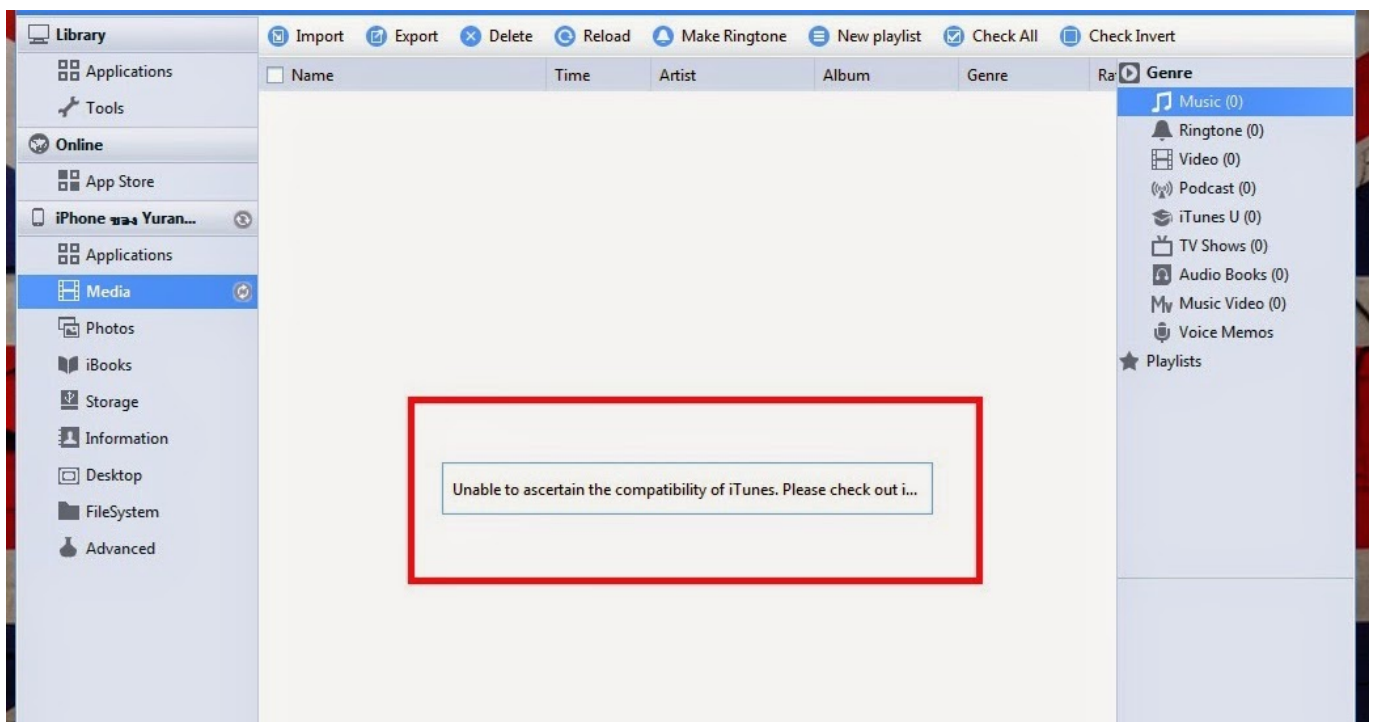 Library
Applications
Tools
Online
App Store
iPhone ของ Yuran...
Applications
Media
Photos
iBooks
Storage
Information
Desktop
FileSystem
Advanced
Import Export Delete Reload Make Ringtone New playlist Check All Check Invert
Name Time Artist Album Genre Ra
Unable to ascertain the compatibility of iTunes. Please check out i...
Genre
Music (0)
Ringtone (0)
Video (0)
Podcast (0)
iTunes U (0)
TV Shows (0)
Audio Books (0)
Music Video (0)
Voice Memos
Playlists